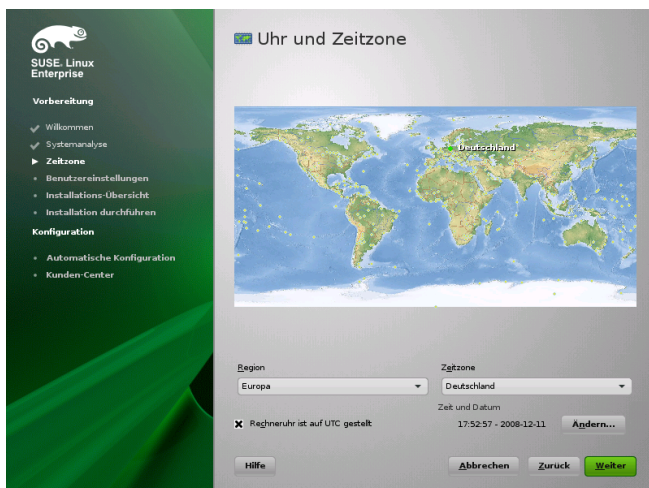 SUSE. Linux
Enterprise
Vorbereitung
Willkommen
Systemanalyse
Zeitzone
Benutzereinstellungen
Installations-Übersicht
Installation durchführen
Konfiguration
Automatische Konfiguration
Kunden-Center
Uhr und Zeitzone
Deutschland
Region
Europa
Zeitzone
Deutschland
Rechneruhr ist auf UTC gestellt
Zeit und Datum
17:52:57 - 2008-12-11
Ändern...
Hilfe
Abbrechen
Zurück
Weiter